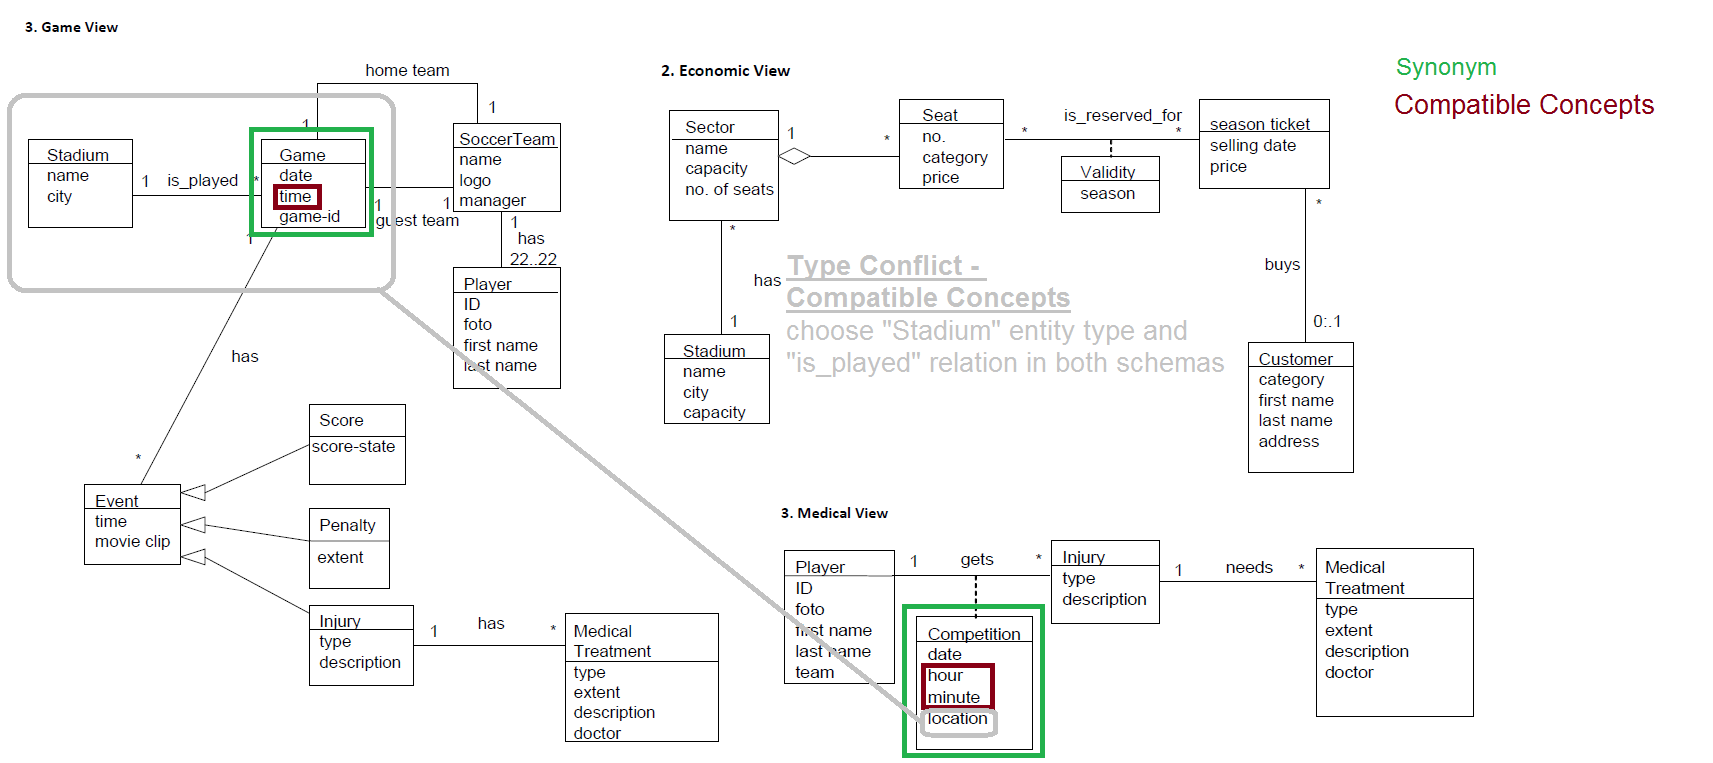 3. Game View
home team
1
1
Stadium
name
city
1
is_played
*
Game
date
time
game-id
1
SoccerTeam
name
logo
manager
1
1
guest team
1
has
22..22
Player
ID
foto
first name
last name
has
*
Event
time
movie clip
Score
score-state
Penalty
extent
Injury
type
description
1
has
*
Medical
Treatment
type
extent
description
doctor
2. Economic View
Sector
name
capacity
no. of seats
1
*
Seat
no.
category
price
*
is_reserved_for
*
Validity
season
season ticket
selling date
price
*
buys
0:.1
Customer
category
first name
last name
address
*
has
1
Stadium
name
city
capacity
Type Conflict -
Compatible Concepts
choose "Stadium" entity type and
"is_played" relation in both schemas
Synonym
Compatible Concepts
3. Medical View
Player
ID
foto
first name
last name
team
1
gets
*
Competition
date
hour
minute
location
Injury
type
description
1
needs
*
Medical
Treatment
type
extent
description
doctor